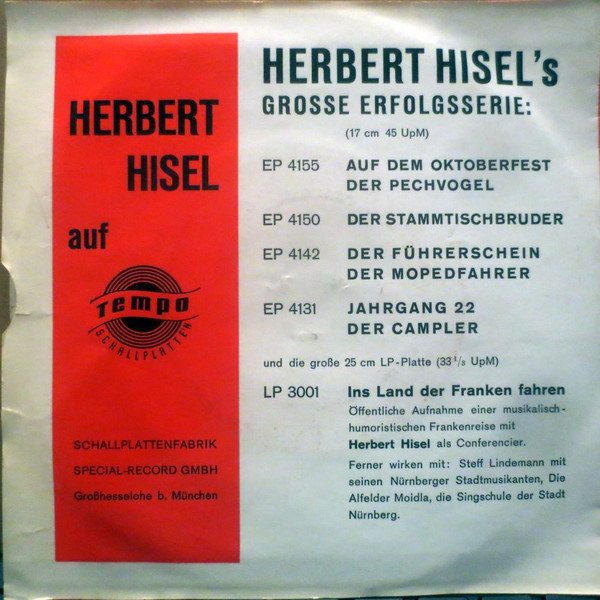 HERBERT
HISEL
auf
Tempo
SCHALLPLATTEN
SCHALLPLATTENFABRIK
SPECIAL-RECORD GMBH
Großhesselohe b. München
HERBERT HISEL's
GROSSE ERFOLGSSERIE:
(17 cm 45 UpM)
EP 4155 AUF DEM OKTOBERFEST
DER PECHVOGEL
EP 4150 DER STAMMTISCHBRUDER
EP 4142 DER FÜHRERSCHEIN
DER MOPEDFAHRER
EP 4131 JAHRGANG 22
DER CAMPLER
und die große 25 cm LP-Platte (33 1/3 UpM)
LP 3001 Ins Land der Franken fahren
Öffentliche Aufnahme einer musikalisch-
humoristischen Frankenreise mit
Herbert Hisel als Conferencier.
Ferner wirken mit: Steff Lindemann mit
seinen Nürnberger Stadtmusikanten, Die
Alfelder Moidla, die Singschule der Stadt
Nürnberg.